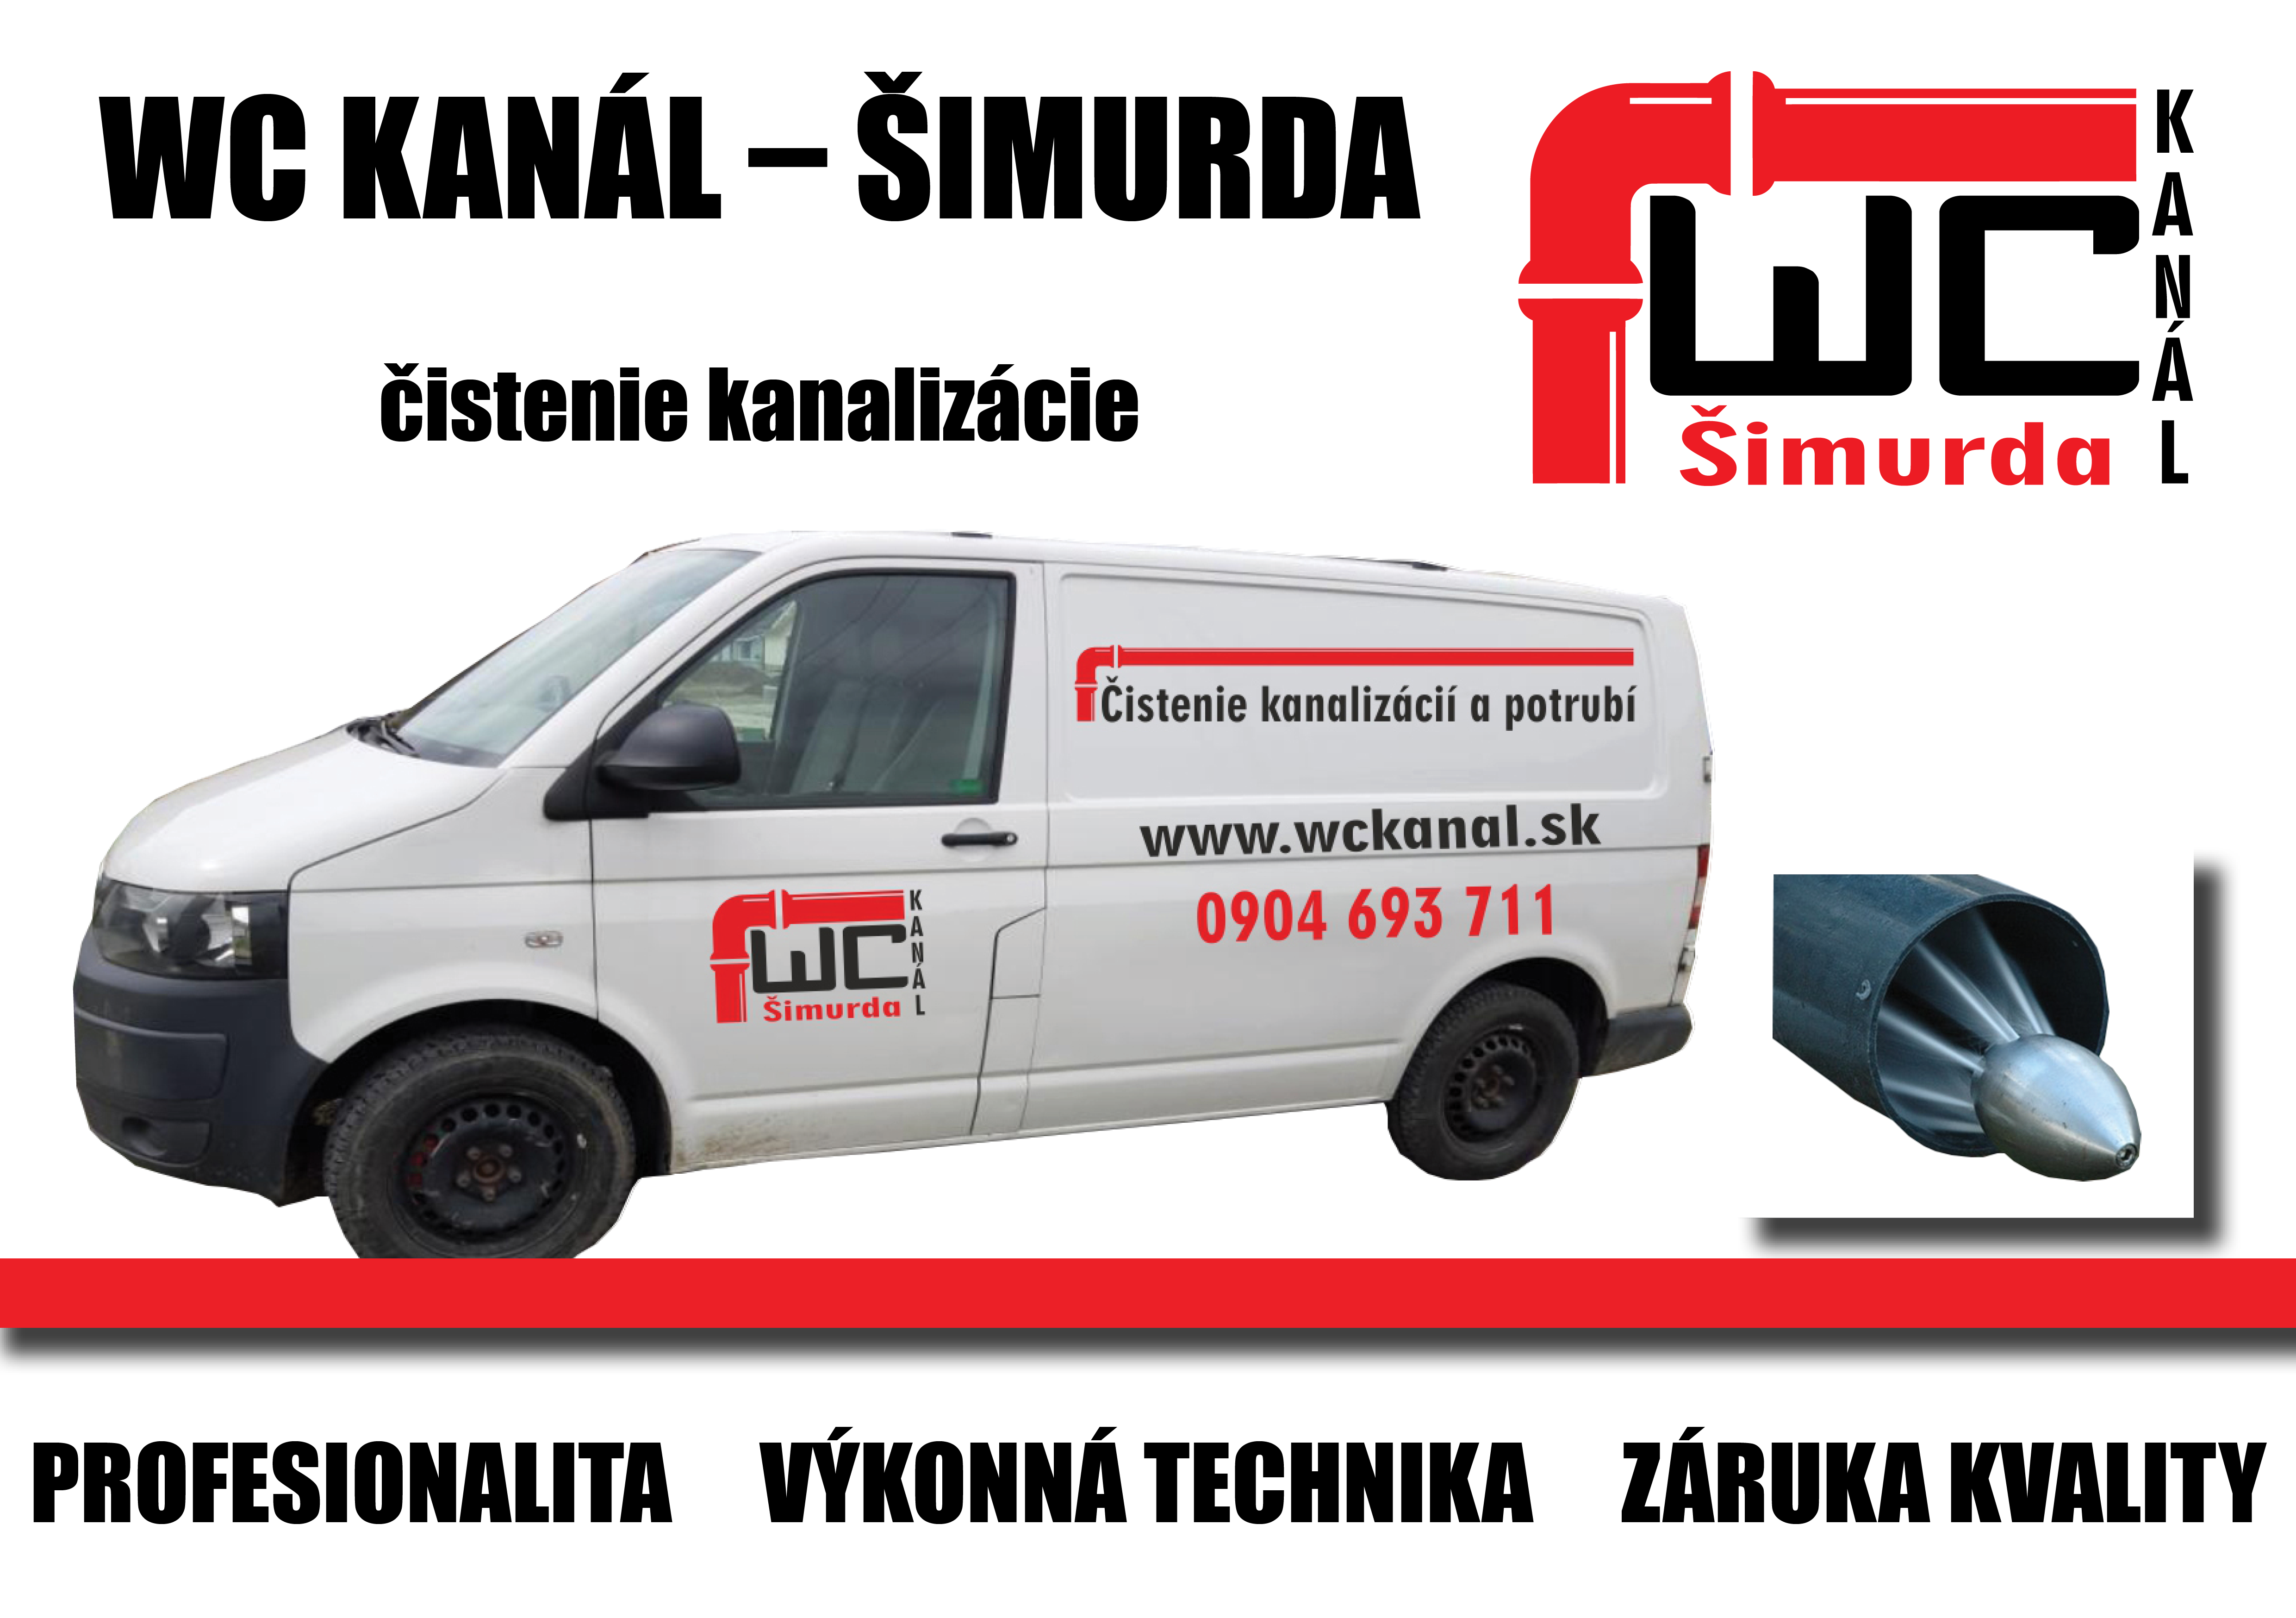 WC KANÁL – ŠIMURDA
čistenie kanalizácie
WC
KANÁL
Šimurda
Čistenie kanalizácií a potrubí
www.wckanal.sk
0904 693 711
WC
KANÁL
Šimurda
PROFESIONALITA VÝKONNÁ TECHNIKA ZÁRUKA KVALITY